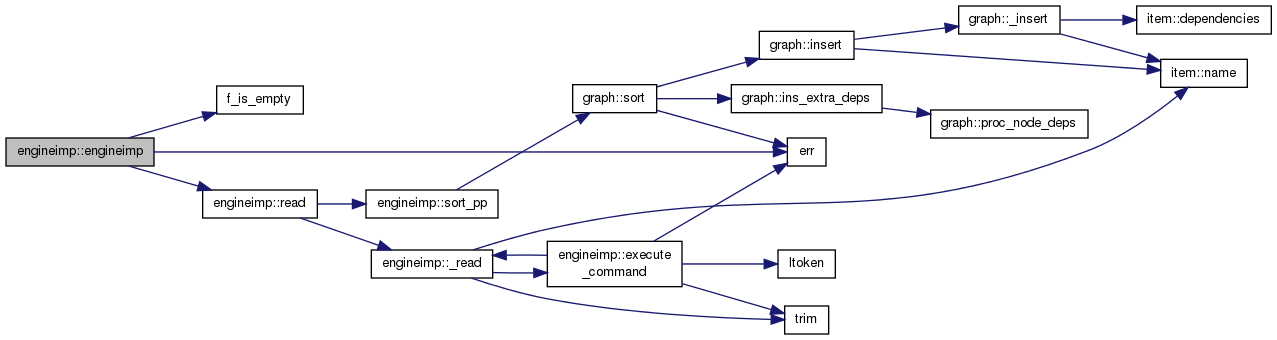 engineimp::engineimp
f_is_empty
engineimp::read
engineimp::sort_pp
engineimp::_read
graph::sort
engineimp::execute
_command
graph::insert
graph::ins_extra_deps
err
ltoken
trim
graph::_insert
graph::proc_node_deps
item::dependencies
item::name